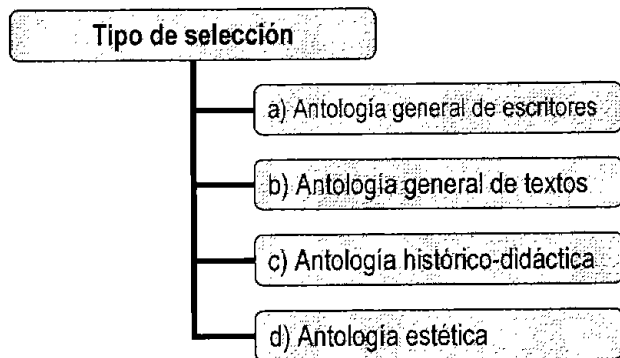 Tipo de selección
a) Antología general de escritores
b) Antología general de textos
c) Antología histórico-didáctica
d) Antología estética